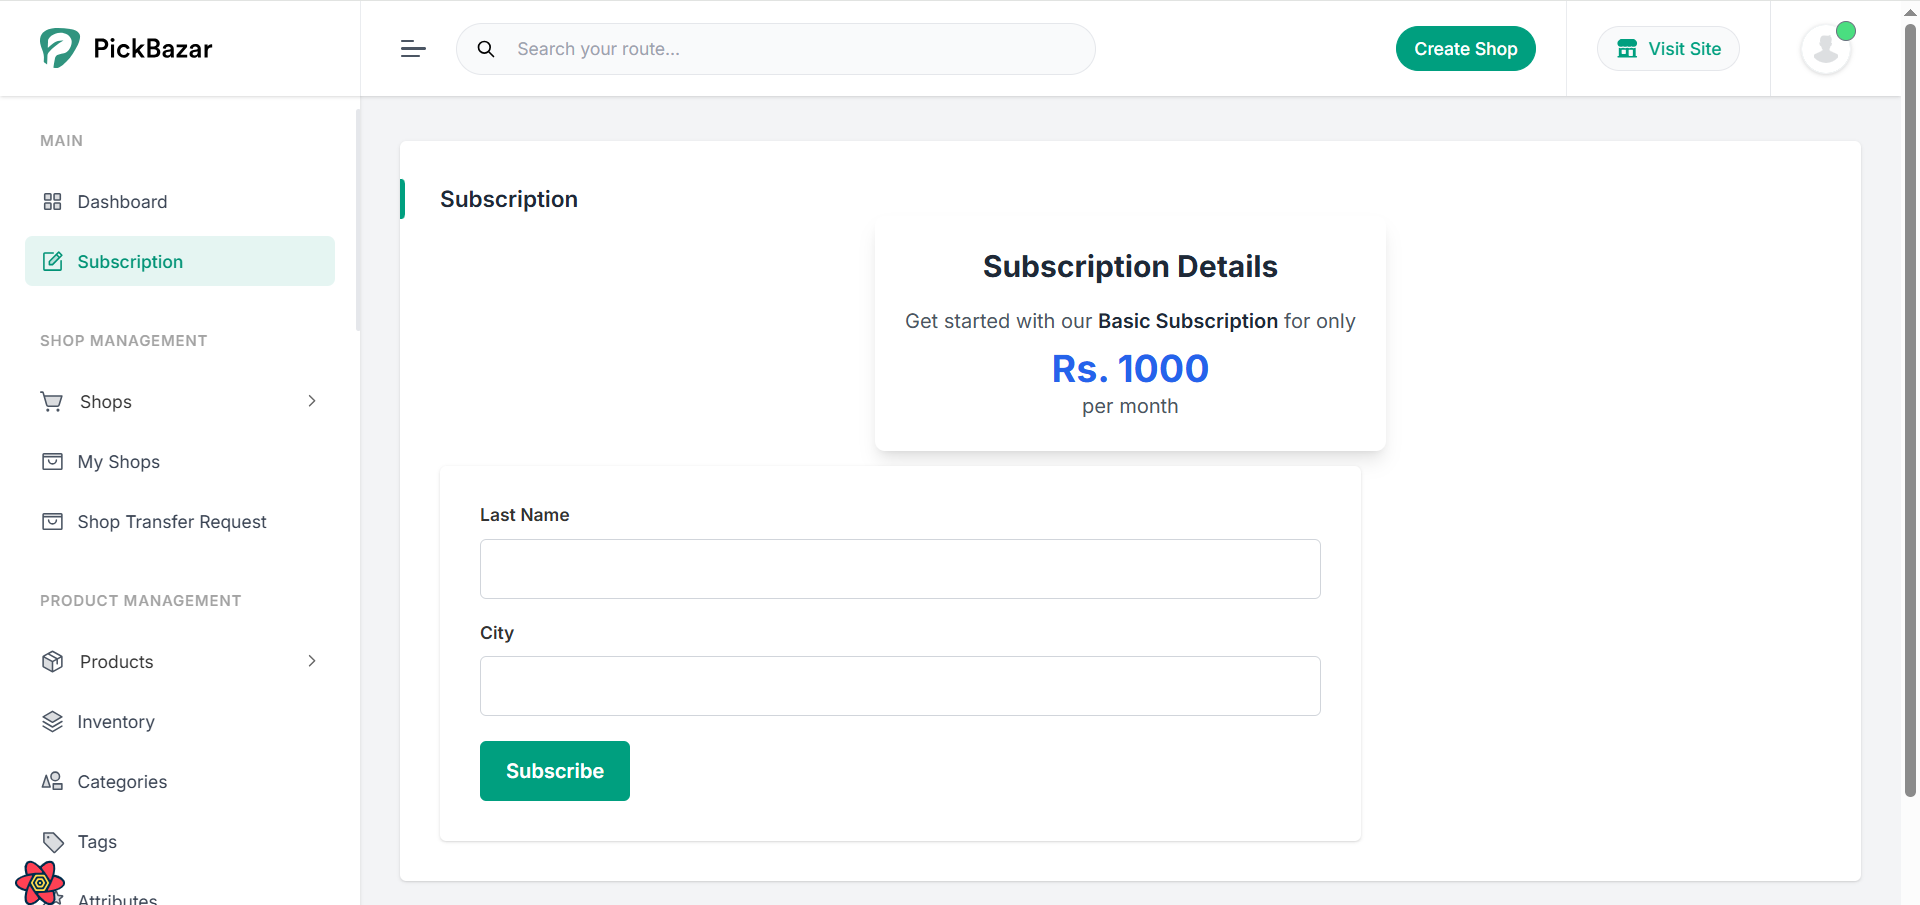 PickBazar
Search your route...
Create Shop
Visit Site
MAIN
Dashboard
Subscription
SHOP MANAGEMENT
Shops
My Shops
Shop Transfer Request
PRODUCT MANAGEMENT
Products
Inventory
Categories
Tags
Attributes
Subscription
Subscription Details
Get started with our Basic Subscription for only
Rs. 1000
per month
Last Name
City
Subscribe